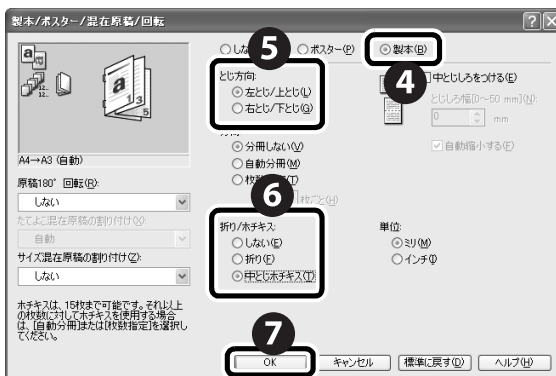 製本/ポスター/混在原稿/回転
a
12..
12..
a
1 3
5
A4→A3 (自動)
原稿180° 回転(R):
しない
たてよこ混在原稿の割り付け(X):
自動
サイズ混在原稿の割り付け(Z):
しない
ホチキスは、15枚まで可能です。それ以上
の枚数に対してホチキスを使用する場合
は、[自動分冊]または[枚数指定]を選択し
てください。
5
ポスター(P)
製本(B)
4
とじ方向:
左とじ/上とじ(L)
右とじ/下とじ(G)
中とじしろをつける(E)
とじしろ幅[0~50 mm](N):
0 mm
自動縮小する(F)
分冊しない(V)
自動分冊(M)
6
折り/ホチキス:
しない(E)
折り(F)
中とじホチキス(T)
単位:
ミリ(M)
インチ(I)
7
OK
キャンセル
標準に戻す(D)
ヘルプ(H)